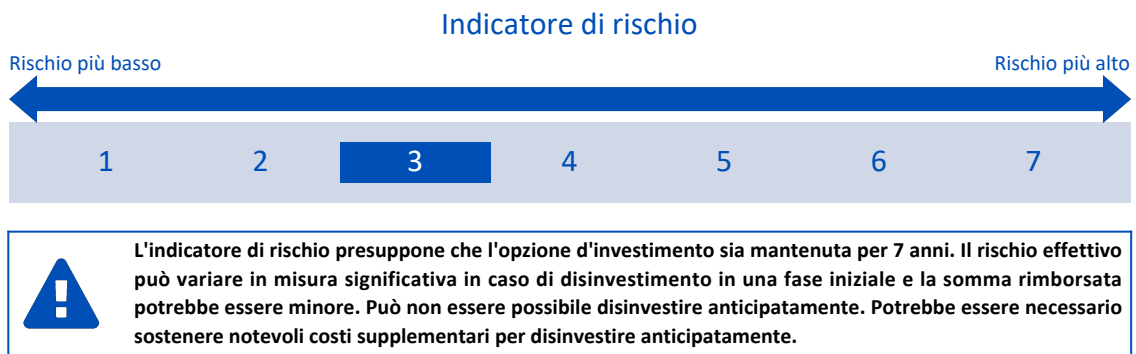 Indicatore di rischio
Rischio più basso Rischio più alto
1 2 3 4 5 6 7
L'indicatore di rischio presuppone che l'opzione d'investimento sia mantenuta per 7 anni. Il rischio effettivo
può variare in misura significativa in caso di disinvestimento in una fase iniziale e la somma rimborsata
potrebbe essere minore. Può non essere possibile disinvestire anticipatamente. Potrebbe essere necessario
sostenere notevoli costi supplementari per disinvestire anticipatamente.